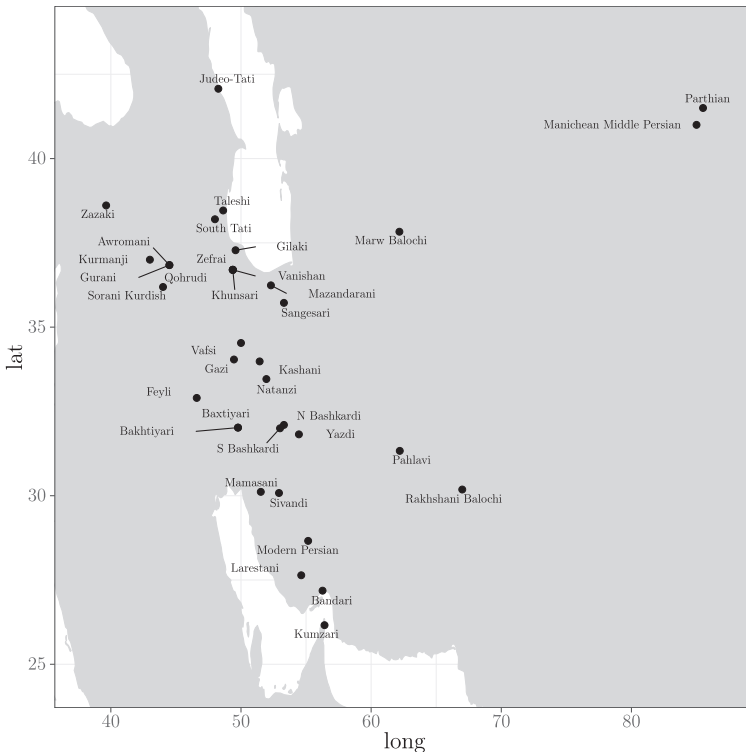 Judeo-Tati
Parthian
Manichean Middle Persian
40
Zazaki
Taleshi
South Tati
Marw Balochi
Awromani
Gilaki
Kurmanji
Zefrai
Gurani
Qohrudi
Vanishan
Sorani Kurdish
Khunsari
Mazandarani
Sangesari
35
lat
Vafsi
Gazi
Kashani
Natanzi
Feyli
Baxtiyari
N Bashkardi
Bakhtiyari
Yazdi
S Bashkardi
Pahlavi
Mamasani
Rakhshani Balochi
30
Sivandi
Modern Persian
Larestani
Bandari
Kumzari
25
40 50 60 70 80
long